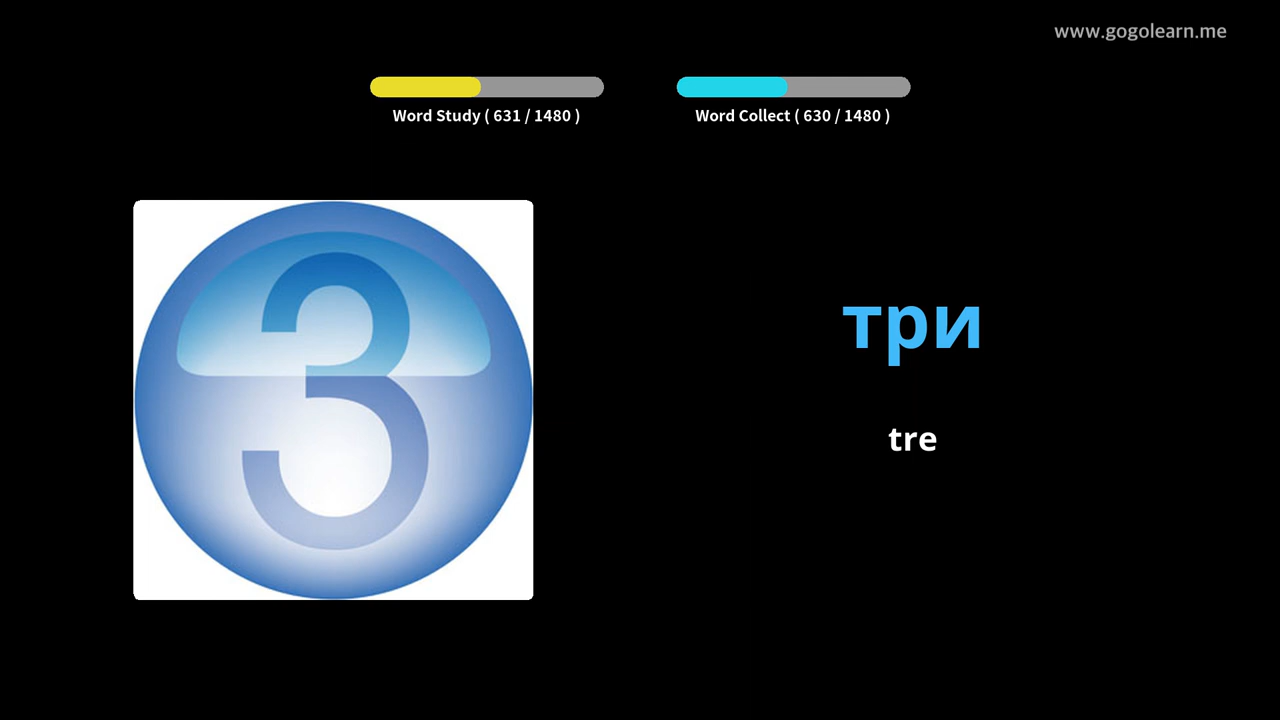 www.gogolearn.me
Word Study ( 631 / 1480 )
Word Collect ( 630 / 1480 )
3
три
tre